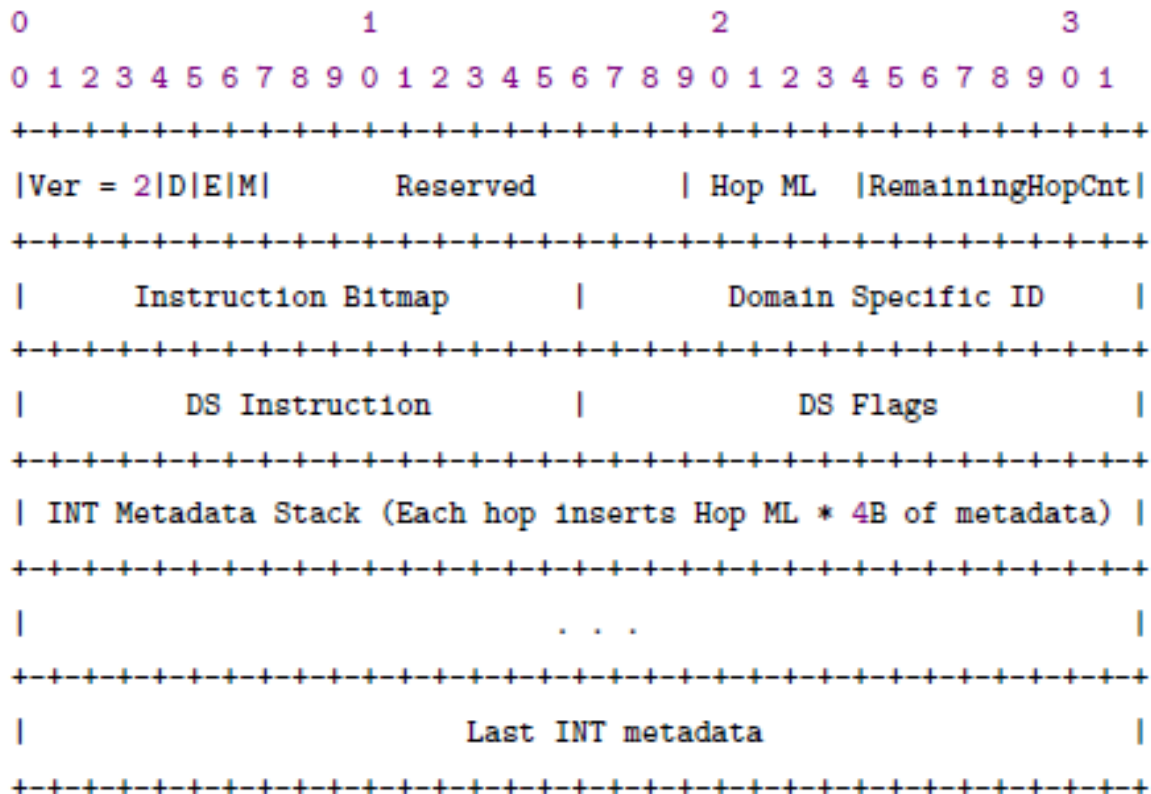 0                   1                   2                   3
0 1 2 3 4 5 6 7 8 9 0 1 2 3 4 5 6 7 8 9 0 1 2 3 4 5 6 7 8 9 0 1
+-+-+-+-+-+-+-+-+-+-+-+-+-+-+-+-+-+-+-+-+-+-+-+-+-+-+-+-+-+-+-+-+
|Ver = 2|D|E|M|       Reserved        | Hop ML  |RemainingHopCnt|
+-+-+-+-+-+-+-+-+-+-+-+-+-+-+-+-+-+-+-+-+-+-+-+-+-+-+-+-+-+-+-+-+
|      Instruction Bitmap       |        Domain Specific ID     |
+-+-+-+-+-+-+-+-+-+-+-+-+-+-+-+-+-+-+-+-+-+-+-+-+-+-+-+-+-+-+-+-+
|         DS Instruction        |            DS Flags           |
+-+-+-+-+-+-+-+-+-+-+-+-+-+-+-+-+-+-+-+-+-+-+-+-+-+-+-+-+-+-+-+-+
| INT Metadata Stack (Each hop inserts Hop ML * 4B of metadata) |
+-+-+-+-+-+-+-+-+-+-+-+-+-+-+-+-+-+-+-+-+-+-+-+-+-+-+-+-+-+-+-+-+
|                              . . .                            |
+-+-+-+-+-+-+-+-+-+-+-+-+-+-+-+-+-+-+-+-+-+-+-+-+-+-+-+-+-+-+-+-+
|                         Last INT metadata                     |
+-+-+-+-+-+-+-+-+-+-+-+-+-+-+-+-+-+-+-+-+-+-+-+-+-+-+-+-+-+-+-+-+